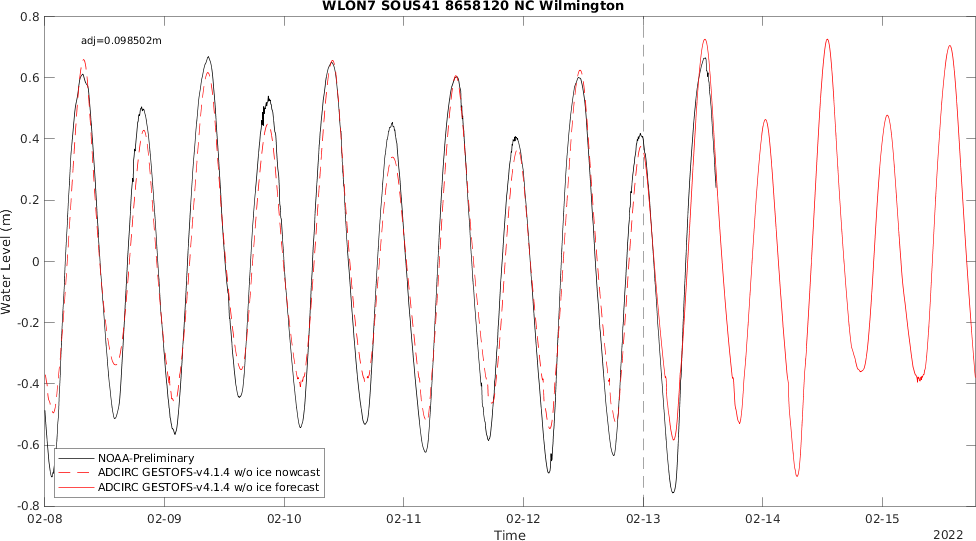 WLON7 SOUS41 8658120 NC Wilmington
adj=0.098502m
0.8
0.6
0.4
0.2
0
-0.2
-0.4
-0.6
-0.8
Water Level (m)
NOAA-Preliminary
ADCIRC GESTOFS-v4.1.4 w/o ice nowcast
ADCIRC GESTOFS-v4.1.4 w/o ice forecast
02-08 02-09 02-10 02-11 02-12 02-13 02-14 02-15
Time
2022